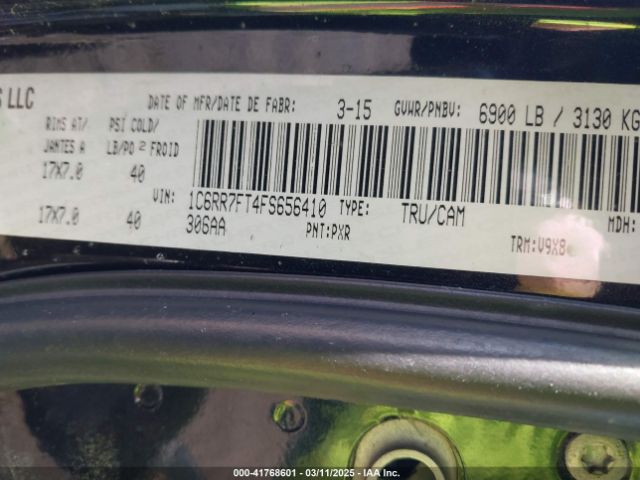 S LLC
DATE OF MFR/DATE DE FABR: 3-15 GVWR/PNBV: 6900 LB / 3130 KG
RIMS AT/ PSI COLD/
JANTES A LB/PO ² FROID
17X7.0 40
VIN: 1C6RR7FT4FS656410 TYPE: TRU/CAM MDH:
17X7.0 40 306AA PNT:PXR TRM:V9X8
000-41768601 - 03/11/2025 - IAA Inc.